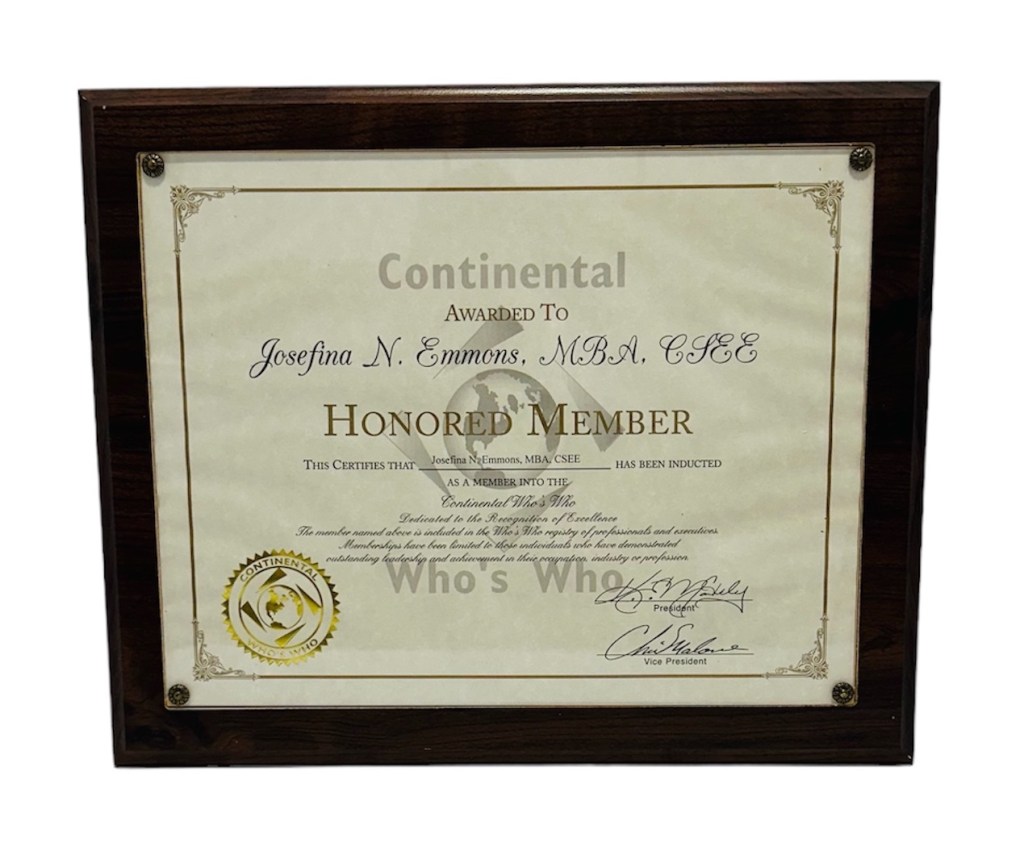 Continental
AWARDED TO
Josefina N. Emmons, MBA, CSEE
HONORED MEMBER
THIS CERTIFIES THAT Josefina N. Emmons, MBA, CSEE HAS BEEN INDUCTED
AS A MEMBER INTO THE
Continental Who's Who
Dedicated to the Recognition of Excellence
The member named above is included in the Who's Who registry of professionals and executives.
Memberships have been limited to those individuals who have demonstrated
outstanding leadership and achievement in their occupation, industry or profession.
Who's Who
President
Vice President
CONTINENTAL
WHO'S WHO